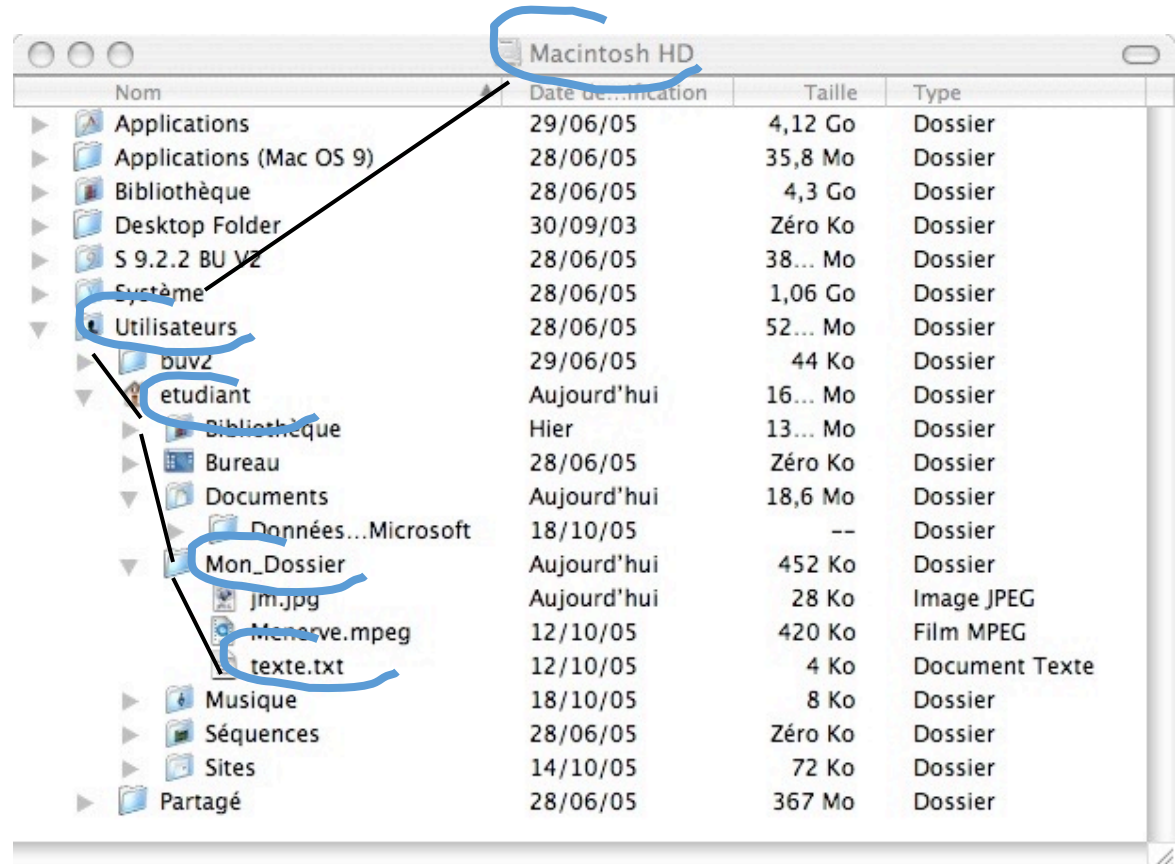 Macintosh HD
Nom Date de...ification Taille Type
Applications 29/06/05 4,12 Go Dossier
Applications (Mac OS 9) 28/06/05 35,8 Mo Dossier
Bibliothèque 28/06/05 4,3 Go Dossier
Desktop Folder 30/09/03 Zéro Ko Dossier
S 9.2.2 BU V2 28/06/05 38... Mo Dossier
Système 28/06/05 1,06 Go Dossier
Utilisateurs 28/06/05 52... Mo Dossier
buv2 29/06/05 44 Ko Dossier
etudiant Aujourd'hui 16... Mo Dossier
Bibliothèque Hier 13... Mo Dossier
Bureau 28/06/05 Zéro Ko Dossier
Documents Aujourd'hui 18,6 Mo Dossier
Données...Microsoft 18/10/05 -- Dossier
Mon_Dossier Aujourd'hui 452 Ko Dossier
jm.jpg Aujourd'hui 28 Ko Image JPEG
Menerve.mpeg 12/10/05 420 Ko Film MPEG
texte.txt 12/10/05 4 Ko Document Texte
Musique 18/10/05 8 Ko Dossier
Séquences 28/06/05 Zéro Ko Dossier
Sites 14/10/05 72 Ko Dossier
Partagé 28/06/05 367 Mo Dossier